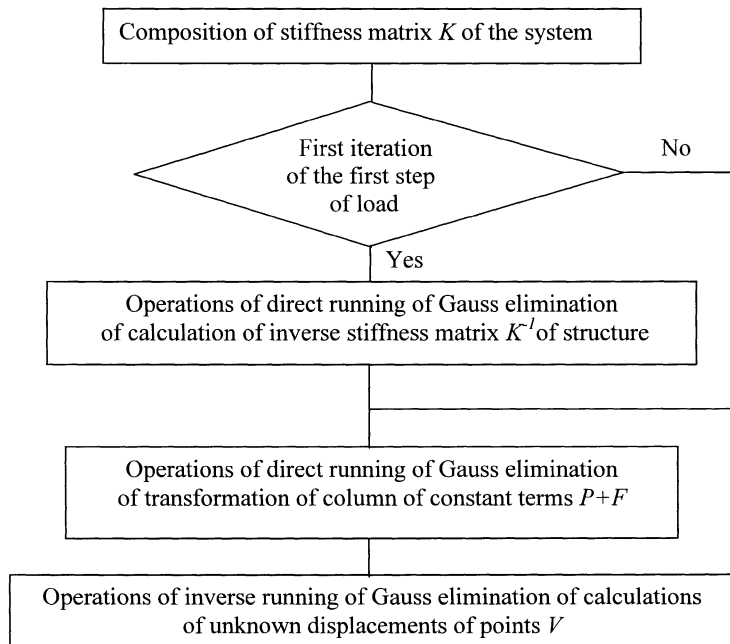 Composition of stiffness matrix K of the system
First iteration
of the first step
of load
No
Yes
Operations of direct running of Gauss elimination
of calculation of inverse stiffness matrix K⁻¹ of structure
Operations of direct running of Gauss elimination
of transformation of column of constant terms P+F
Operations of inverse running of Gauss elimination of calculations
of unknown displacements of points V